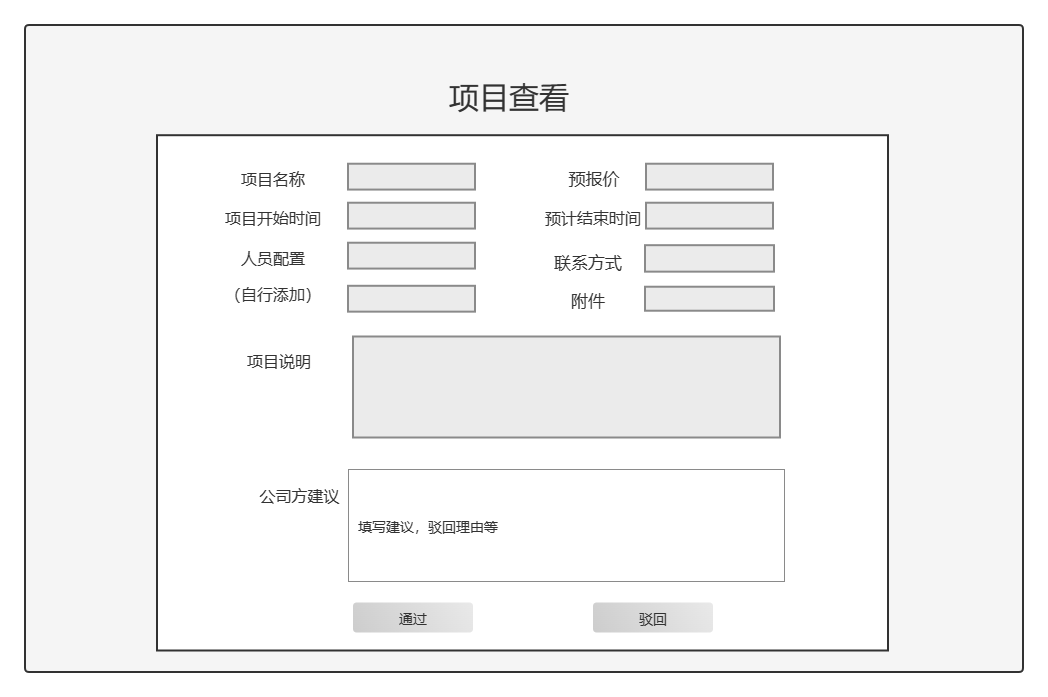 项目查看
项目名称
预报价
项目开始时间
预计结束时间
人员配置
联系方式
（自行添加）
附件
项目说明
公司方建议
填写建议，驳回理由等
通过
驳回